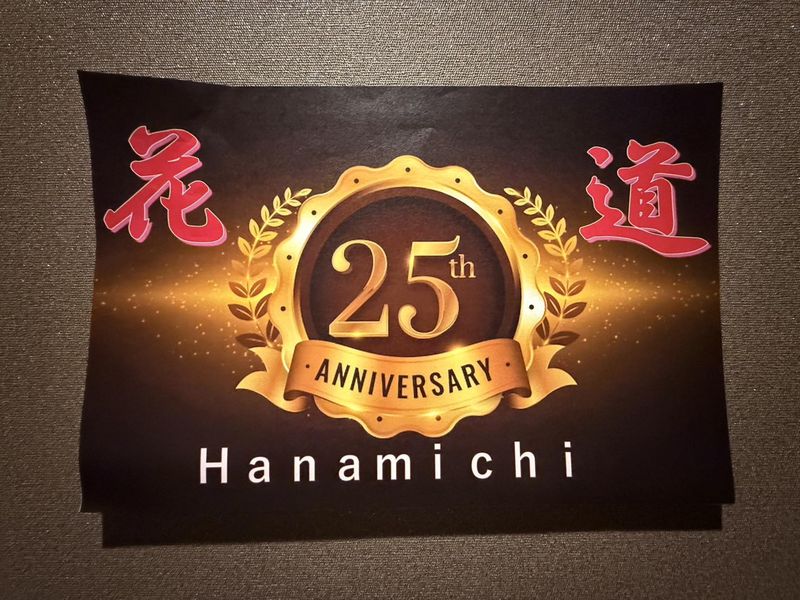 花 道
25th
ANNIVERSARY
Hanamichi